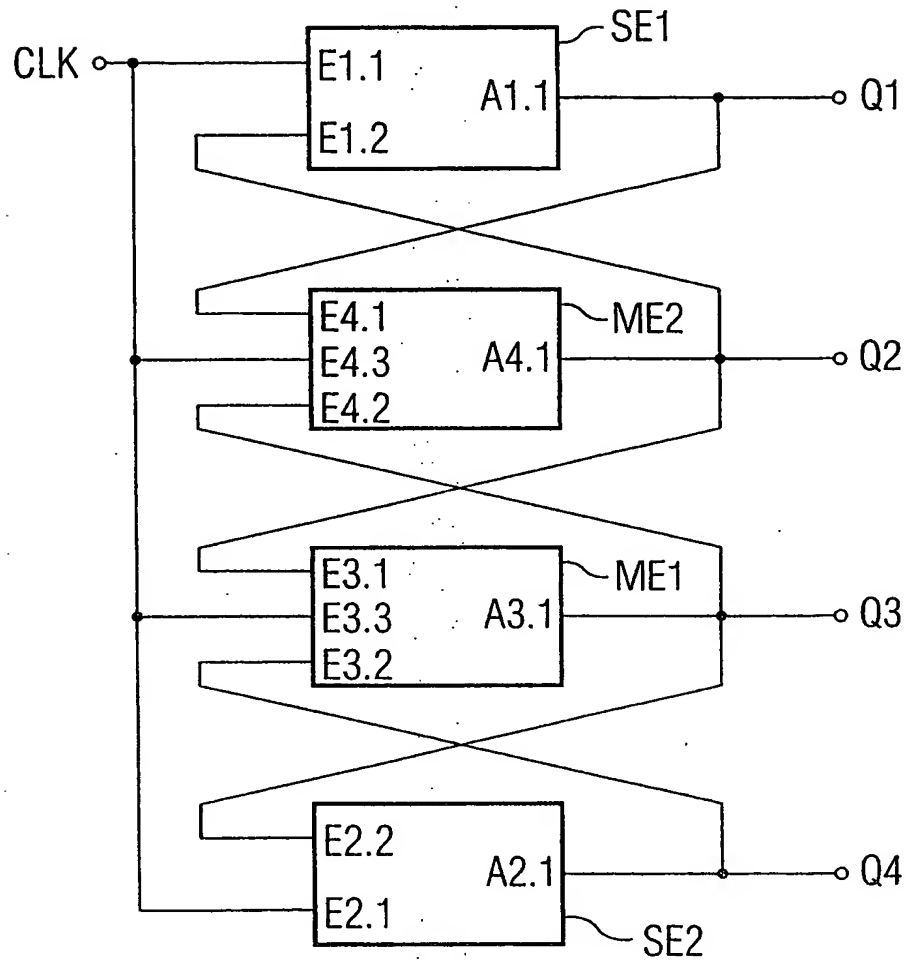 SE1
CLK
E1.1
A1.1
Q1
E1.2
E4.1
ME2
E4.3
A4.1
Q2
E4.2
E3.1
ME1
E3.3
A3.1
Q3
E3.2
E2.2
A2.1
Q4
E2.1
SE2